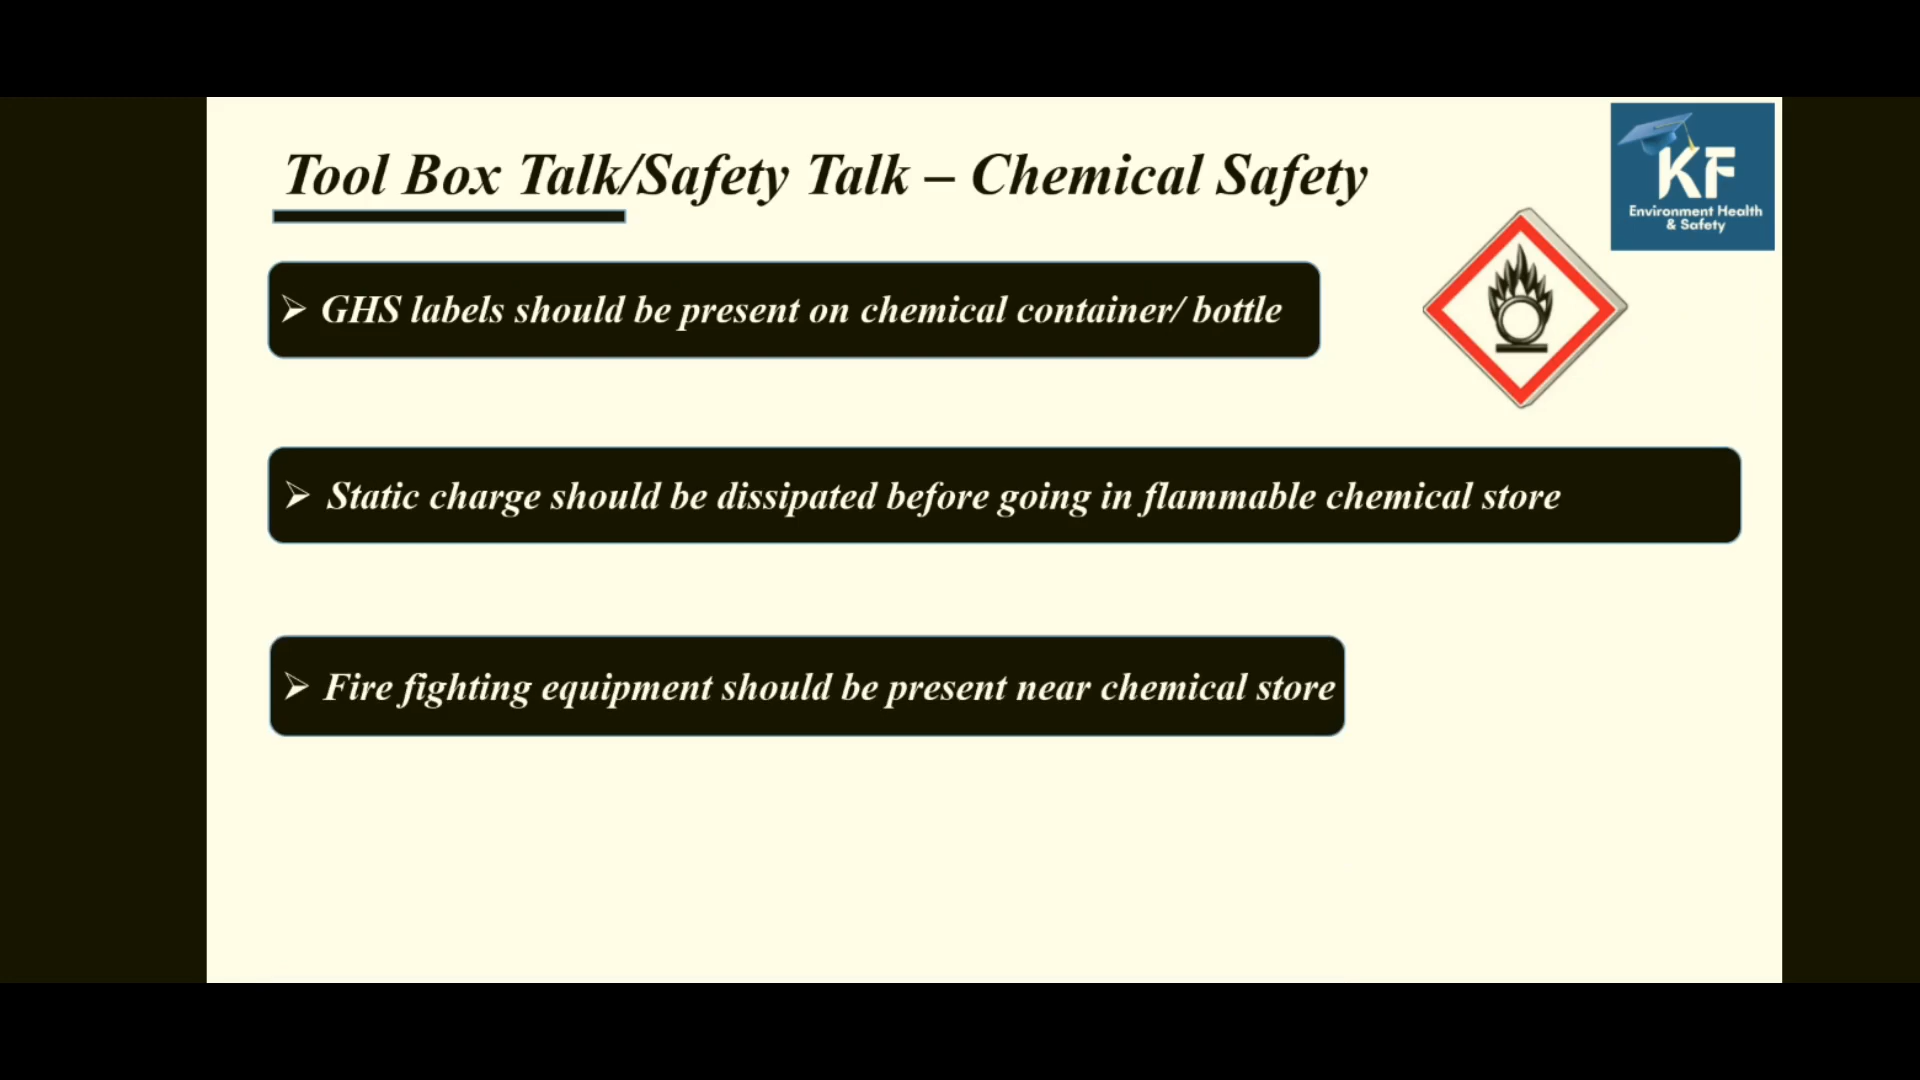 Tool Box Talk/Safety Talk – Chemical Safety
KF
Environment Health
& Safety
➢ GHS labels should be present on chemical container/ bottle
➢ Static charge should be dissipated before going in flammable chemical store
➢ Fire fighting equipment should be present near chemical store